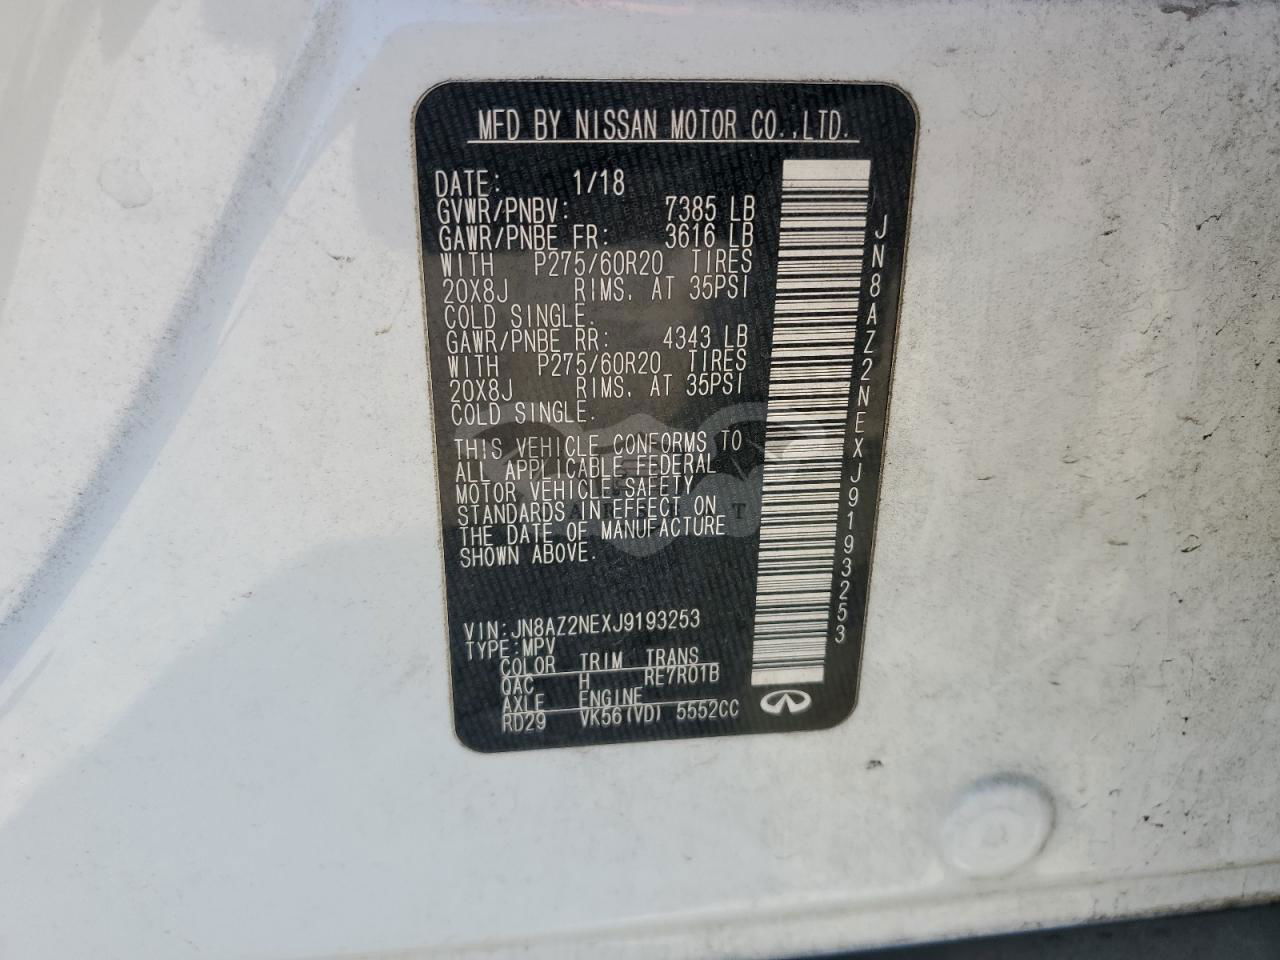 MFD BY NISSAN MOTOR CO.,LTD.
DATE: 1/18
GVWR/PNBV: 7385 LB
GAWR/PNBE FR: 3616 LB
WITH P275/60R20 TIRES
20X8J RIMS, AT 35PSI
COLD SINGLE.
GAWR/PNBE RR: 4343 LB
WITH P275/60R20 TIRES
20X8J RIMS, AT 35PSI
COLD SINGLE.
THIS VEHICLE CONFORMS TO
ALL APPLICABLE FEDERAL
MOTOR VEHICLE SAFETY
STANDARDS IN EFFECT ON
THE DATE OF MANUFACTURE
SHOWN ABOVE.
VIN:JN8AZ2NEXJ9193253
TYPE:MPV
COLOR TRIM TRANS
QAC H RE7R01B
AXLE ENGINE
RD29 VK56(VD) 5552CC
JN8AZ2NEXJ9193253